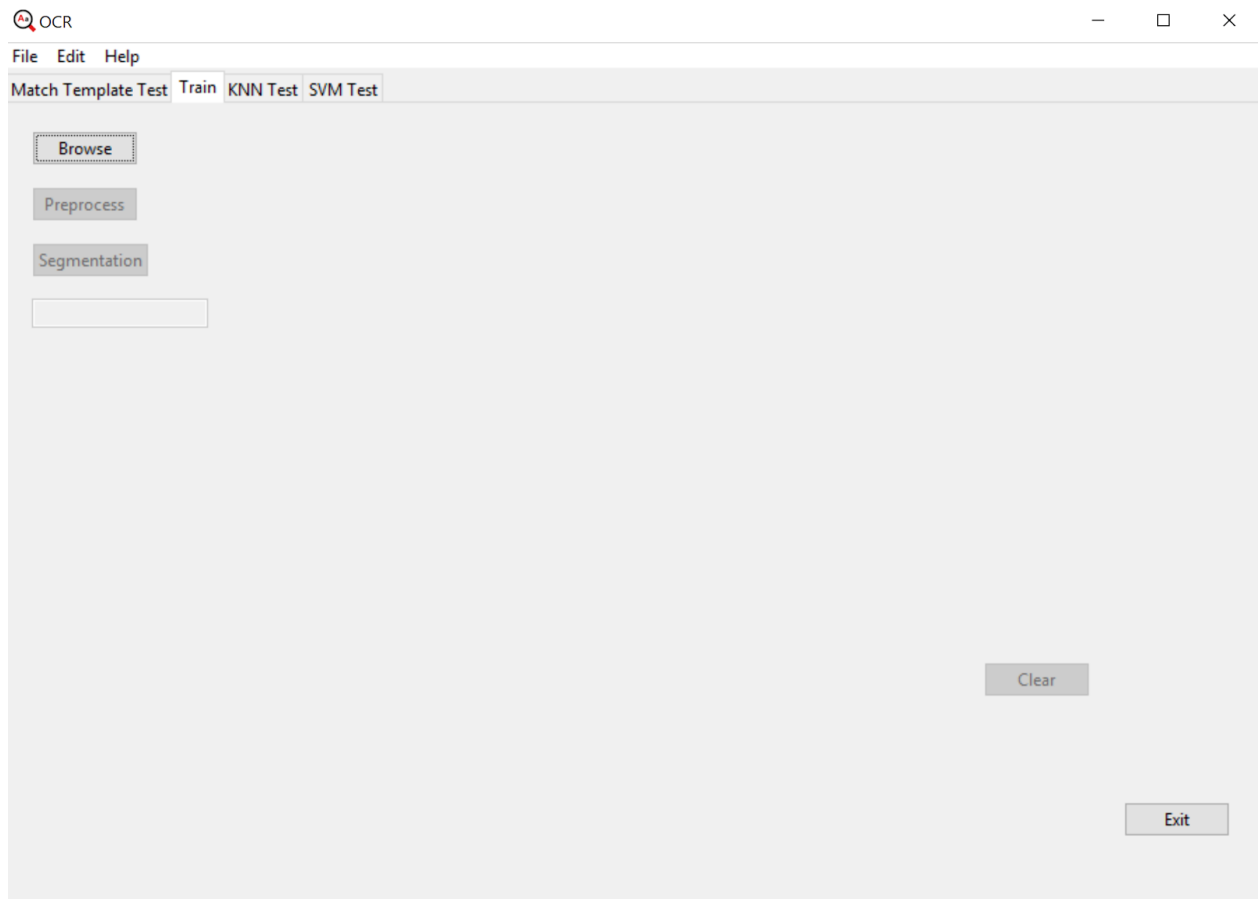 OCR
File Edit Help
Match Template Test Train KNN Test SVM Test
Browse
Preprocess
Segmentation
Clear
Exit